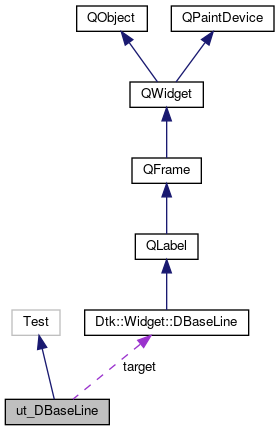 QObject
QPaintDevice
QWidget
QFrame
QLabel
Test
Dtk::Widget::DBaseLine
target
ut_DBaseLine